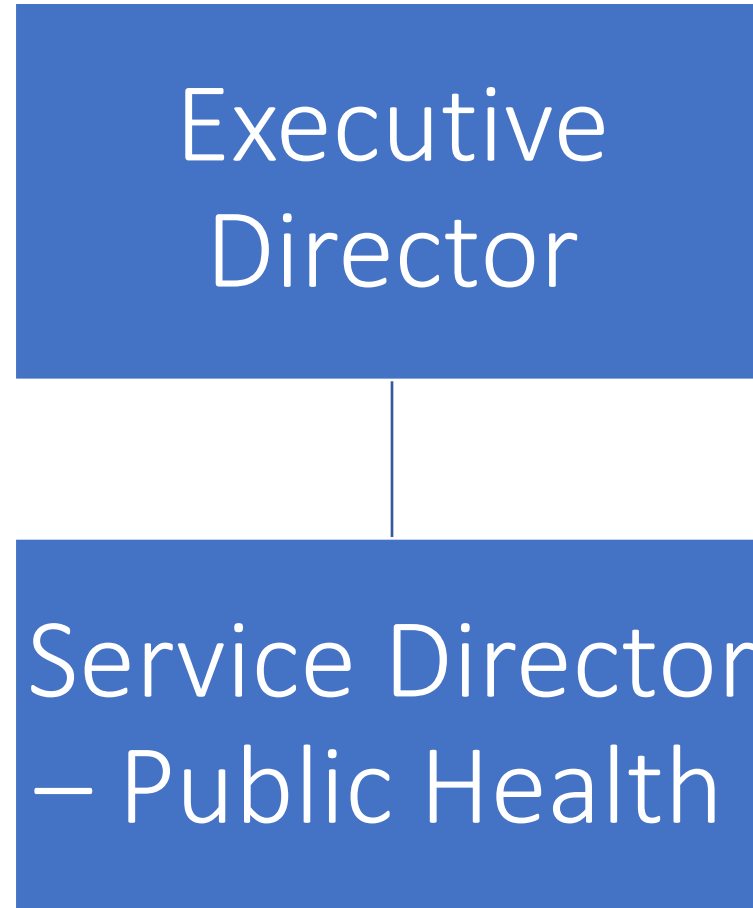 Executive
Director
Service Director
– Public Health